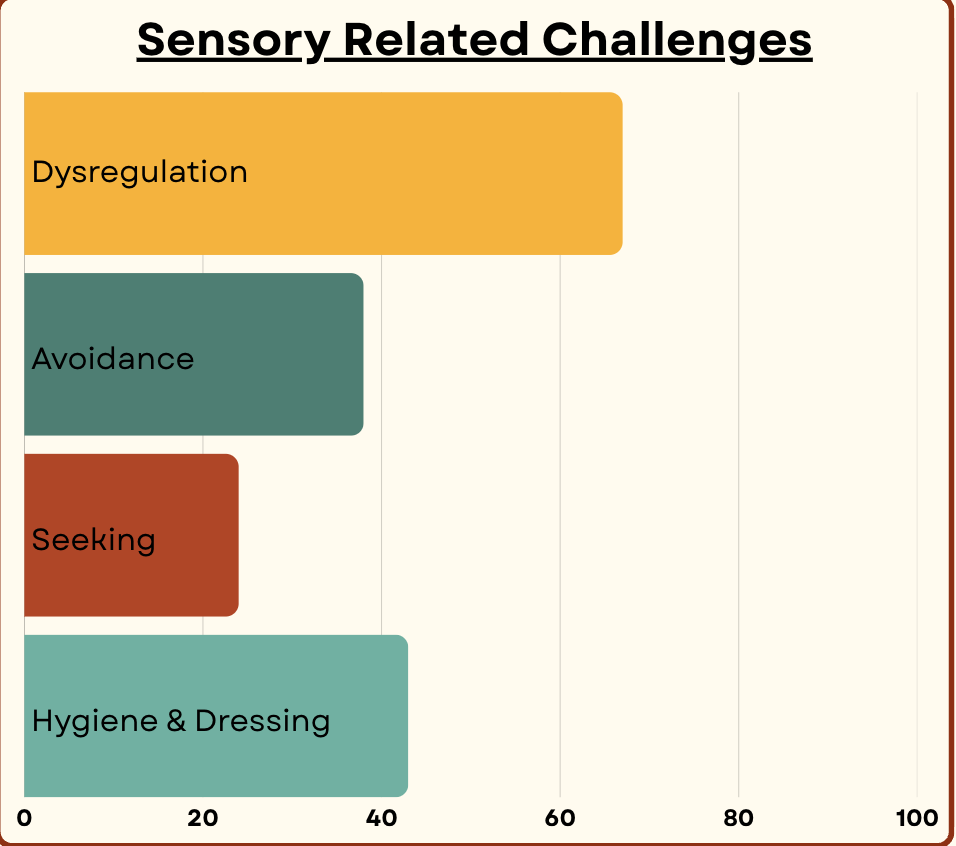 Sensory Related Challenges
Dysregulation
Avoidance
Seeking
Hygiene & Dressing
0 20 40 60 80 100